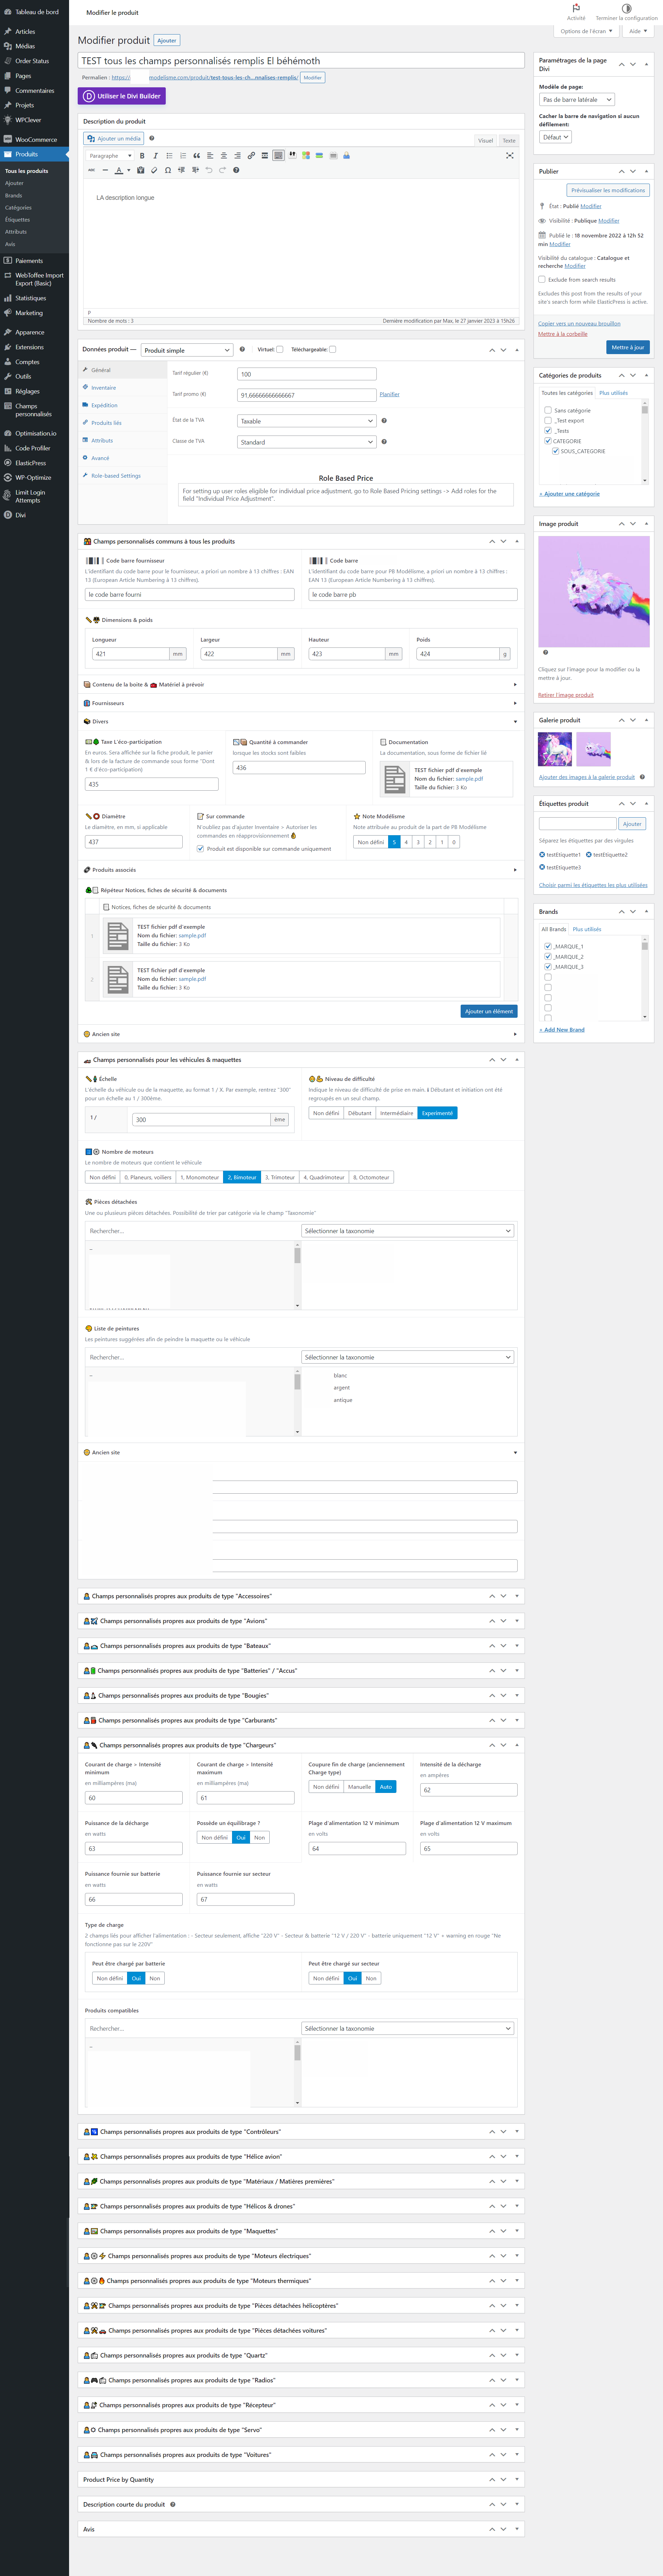 Tableau de bord
Articles
Médias
Order Status
Pages
Commentaires
Projets
WPClever
WooCommerce
Produits
Tous les produits
Ajouter
Brands
Catégories
Étiquettes
Attributs
Avis
Paiements
WebToffee Import
Export (Basic)
Statistiques
Marketing
Apparence
Extensions
Comptes
Outils
Réglages
Champs
personnalisés
Optimisation.io
Code Profiler
ElasticPress
WP-Optimize
Limit Login
Attempts
Divi
Modifier le produit
Activité
Terminer la configuration
Options de l'écran
Aide
Modifier produit
Ajouter
TEST tous les champs personnalisés remplis El béhémoth
Permalien : https:// modelisme.com/produit/test-tous-les-ch...nnalises-remplis/ Modifier
Utiliser le Divi Builder
Description du produit
Ajouter un média
Visuel
Texte
Paragraphe
LA description longue
P
Nombre de mots : 3
Dernière modification par Max, le 27 janvier 2023 à 15h26
Données produit —
Produit simple
Virtuel:
Téléchargeable:
Général
Inventaire
Expédition
Produits liés
Attributs
Avancé
Role-based Settings
Tarif régulier (€)
100
Tarif promo (€)
91,66666666666667
Planifier
État de la TVA
Taxable
Classe de TVA
Standard
Role Based Price
For setting up user roles eligible for individual price adjustment, go to Role Based Pricing settings -> Add roles for the
field "Individual Price Adjustment".
Champs personnalisés communs à tous les produits
Code barre fournisseur
L'identifiant du code barre pour le fournisseur, a priori un nombre à 13 chiffres : EAN
13 (European Article Numbering à 13 chiffres).
le code barre fourni
Code barre
L'identifiant du code barre pour PB Modélisme, a priori un nombre à 13 chiffres :
EAN 13 (European Article Numbering à 13 chiffres).
le code barre pb
Dimensions & poids
Longueur
421
mm
Largeur
422
mm
Hauteur
423
mm
Poids
424
g
Contenu de la boite & Matériel à prévoir
Fournisseurs
Divers
Taxe L'éco-participation
En euros. Sera affichée sur la fiche produit, le panier
& lors de la facture de commande sous forme "Dont
1 € d'éco-participation)
435
Quantité à commander
lorsque les stocks sont faibles
436
Documentation
La documentation, sous forme de fichier lié
TEST fichier pdf d'exemple
Nom du fichier: sample.pdf
Taille du fichier: 3 Ko
Diamètre
Le diamètre, en mm, si applicable
437
Sur commande
N'oubliez pas d'ajuster Inventaire > Autoriser les
commandes en réapprovisionnement
Produit est disponible sur commande uniquement
Note Modélisme
Note attribuée au produit de la part de PB Modélisme
Non défini
5
4
3
2
1
0
Produits associés
Répéteur Notices, fiches de sécurité & documents
Notices, fiches de sécurité & documents
1
TEST fichier pdf d'exemple
Nom du fichier: sample.pdf
Taille du fichier: 3 Ko
2
TEST fichier pdf d'exemple
Nom du fichier: sample.pdf
Taille du fichier: 3 Ko
Ajouter un élément
Ancien site
Champs personnalisés pour les véhicules & maquettes
Échelle
L'échelle du véhicule ou de la maquette, au format 1 / X. Par exemple, rentrez "300"
pour un échelle au 1 / 300ème.
1 /
300
ème
Niveau de difficulté
Indique le niveau de difficulté de prise en main. Débutant et initiation ont été
regroupés en un seul champ.
Non défini
Débutant
Intermédiaire
Experimenté
Nombre de moteurs
Le nombre de moteurs que contient le véhicule
Non défini
0. Planeurs, voiliers
1. Monomoteur
2. Bimoteur
3. Trimoteur
4. Quadrimoteur
8. Octomoteur
Pièces détachées
Une ou plusieurs pièces détachées. Possibilité de trier par catégorie via le champ "Taxonomie"
Rechercher...
Sélectionner la taxonomie
Liste de peintures
Les peintures suggérées afin de peindre la maquette ou le véhicule
Rechercher...
Sélectionner la taxonomie
blanc
argent
antique
Ancien site
Champs personnalisés propres aux produits de type "Accessoires"
Champs personnalisés propres aux produits de type "Avions"
Champs personnalisés propres aux produits de type "Bateaux"
Champs personnalisés propres aux produits de type "Batteries" / "Accus"
Champs personnalisés propres aux produits de type "Bougies"
Champs personnalisés propres aux produits de type "Carburants"
Champs personnalisés propres aux produits de type "Chargeurs"
Courant de charge > Intensité
minimum
en milliampères (ma)
60
Courant de charge > Intensité
maximum
en milliampères (ma)
61
Coupure fin de charge (anciennement
Charge type)
Non défini
Manuelle
Auto
Intensité de la décharge
en ampères
62
Puissance de la décharge
en watts
63
Possède un équilibrage ?
Non défini
Oui
Non
Plage d'alimentation 12 V minimum
en volts
64
Plage d'alimentation 12 V maximum
en volts
65
Puissance fournie sur batterie
en watts
66
Puissance fournie sur secteur
en watts
67
Type de charge
2 champs liés pour afficher l'alimentation : - Secteur seulement, affiche "220 V" - Secteur & batterie "12 V / 220 V" - batterie uniquement "12 V" + warning en rouge "Ne
fonctionne pas sur le 220V"
Peut être chargé par batterie
Non défini
Oui
Non
Peut être chargé sur secteur
Non défini
Oui
Non
Produits compatibles
Rechercher...
Sélectionner la taxonomie
Champs personnalisés propres aux produits de type "Contrôleurs"
Champs personnalisés propres aux produits de type "Hélice avion"
Champs personnalisés propres aux produits de type "Matériaux / Matières premières"
Champs personnalisés propres aux produits de type "Hélicos & drones"
Champs personnalisés propres aux produits de type "Maquettes"
Champs personnalisés propres aux produits de type "Moteurs électriques"
Champs personnalisés propres aux produits de type "Moteurs thermiques"
Champs personnalisés propres aux produits de type "Pièces détachées hélicoptères"
Champs personnalisés propres aux produits de type "Pièces détachées voitures"
Champs personnalisés propres aux produits de type "Quartz"
Champs personnalisés propres aux produits de type "Radios"
Champs personnalisés propres aux produits de type "Récepteur"
Champs personnalisés propres aux produits de type "Servo"
Champs personnalisés propres aux produits de type "Voitures"
Product Price by Quantity
Description courte du produit
Avis
Paramétrages de la page
Divi
Modèle de page:
Pas de barre latérale
Cacher la barre de navigation si aucun
défilement:
Défaut
Publier
Prévisualiser les modifications
État : Publié Modifier
Visibilité : Publique Modifier
Publié le : 18 novembre 2022 à 12h 52
min Modifier
Visibilité du catalogue : Catalogue et
recherche Modifier
Exclude from search results
Excludes this post from the results of your
site's search form while ElasticPress is active.
Copier vers un nouveau brouillon
Mettre à la corbeille
Mettre à jour
Catégories de produits
Toutes les catégories
Plus utilisés
Sans catégorie
_Test export
_Tests
CATEGORIE
SOUS_CATEGORIE
+ Ajouter une catégorie
Image produit
Cliquez sur l'image pour la modifier ou la
mettre à jour.
Retirer l'image produit
Galerie produit
Ajouter des images à la galerie produit
Étiquettes produit
Ajouter
Séparez les étiquettes par des virgules
testEtiquette1
testEtiquette2
testEtiquette3
Choisir parmi les étiquettes les plus utilisées
Brands
All Brands
Plus utilisés
_MARQUE_1
_MARQUE_2
_MARQUE_3
+ Add New Brand